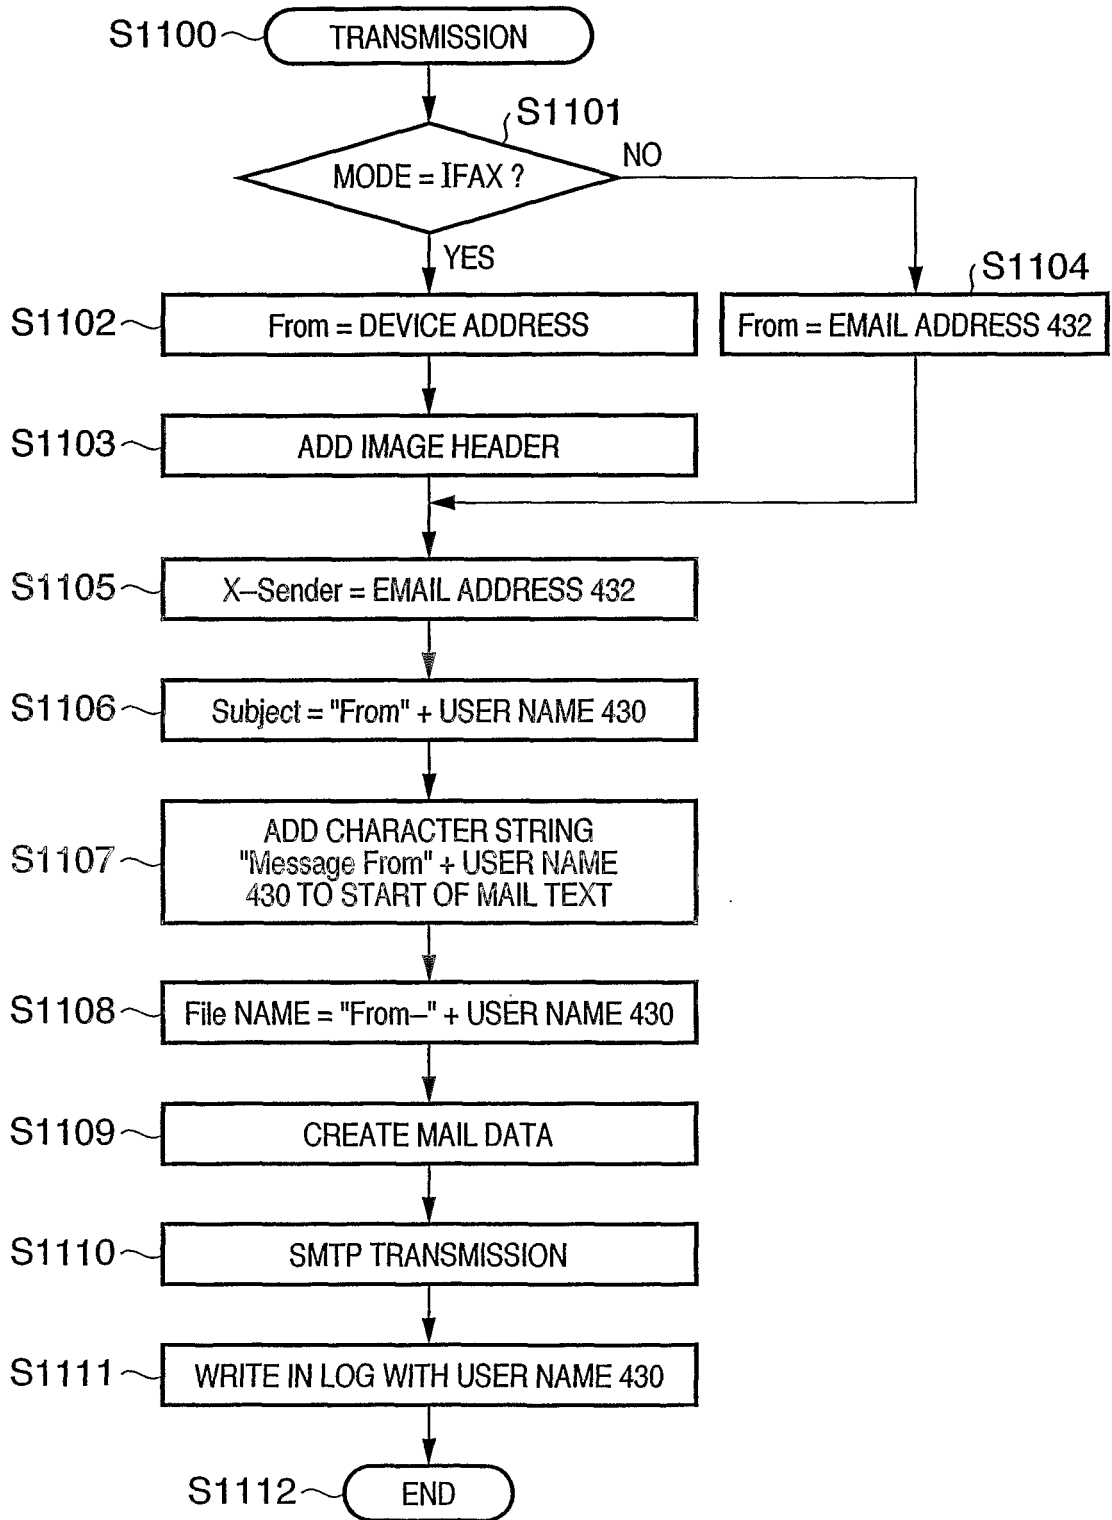 S1100
TRANSMISSION
S1101
MODE = IFAX ?
NO
YES
S1104
S1102
From = DEVICE ADDRESS
From = EMAIL ADDRESS 432
S1103
ADD IMAGE HEADER
S1105
X–Sender = EMAIL ADDRESS 432
S1106
Subject = "From" + USER NAME 430
S1107
ADD CHARACTER STRING
"Message From" + USER NAME
430 TO START OF MAIL TEXT
S1108
File NAME = "From–" + USER NAME 430
S1109
CREATE MAIL DATA
S1110
SMTP TRANSMISSION
S1111
WRITE IN LOG WITH USER NAME 430
S1112
END